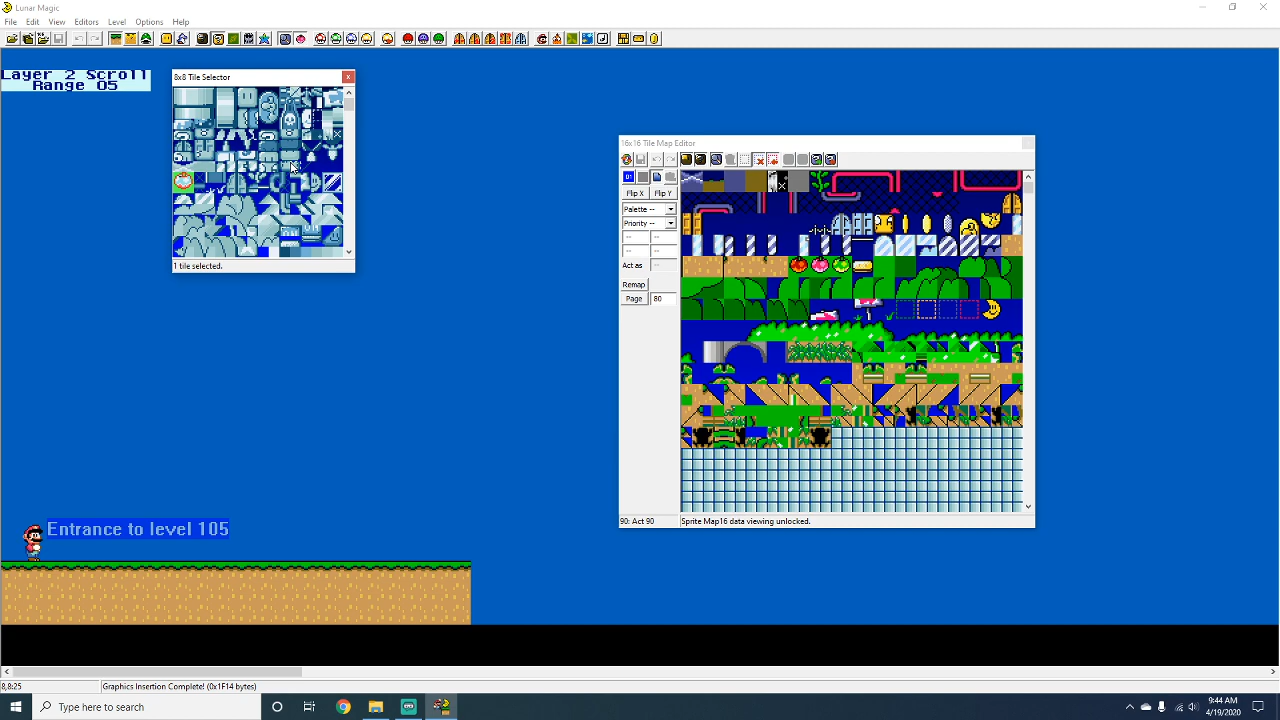 Lunar Magic
File Edit View Editors Level Options Help
Layer 2 Scroll
Range 05
8x8 Tile Selector
1 tile selected.
16x16 Tile Map Editor
Flip X Flip Y
Palette --
Priority --
-- --
-- --
Act as --
Remap
Page 80
90: Act 90
Sprite Map16 data viewing unlocked.
Entrance to level 105
8,8:25
Graphics Insertion Complete! (0x1F14 bytes)
Type here to search
9:44 AM
4/19/2020